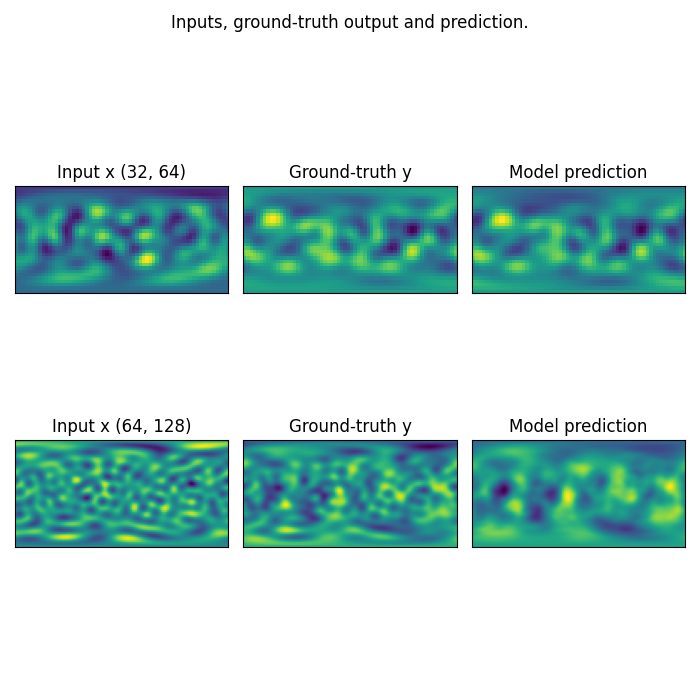 Inputs, ground-truth output and prediction.
Input x (32, 64)
Ground-truth y
Model prediction
Input x (64, 128)
Ground-truth y
Model prediction